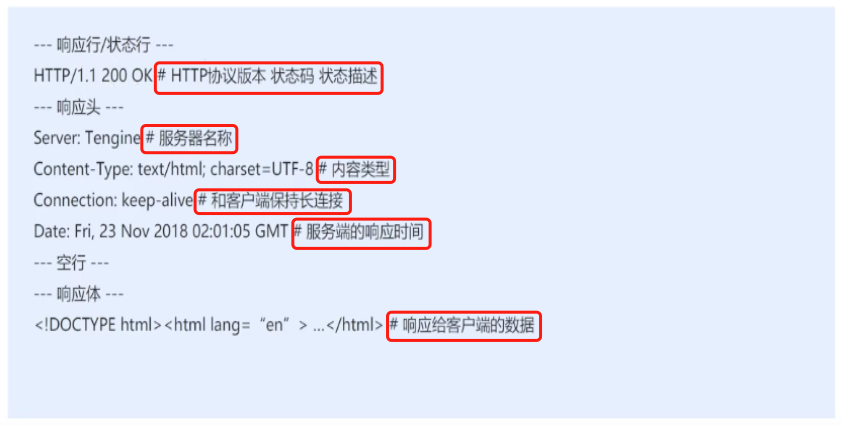 --- 响应行/状态行 ---
HTTP/1.1 200 OK # HTTP协议版本 状态码 状态描述
--- 响应头 ---
Server: Tengine # 服务器名称
Content-Type: text/html; charset=UTF-8 # 内容类型
Connection: keep-alive # 和客户端保持长连接
Date: Fri, 23 Nov 2018 02:01:05 GMT # 服务端的响应时间
--- 空行 ---
--- 响应体 ---
<!DOCTYPE html><html lang=“en”> ...</html> # 响应给客户端的数据